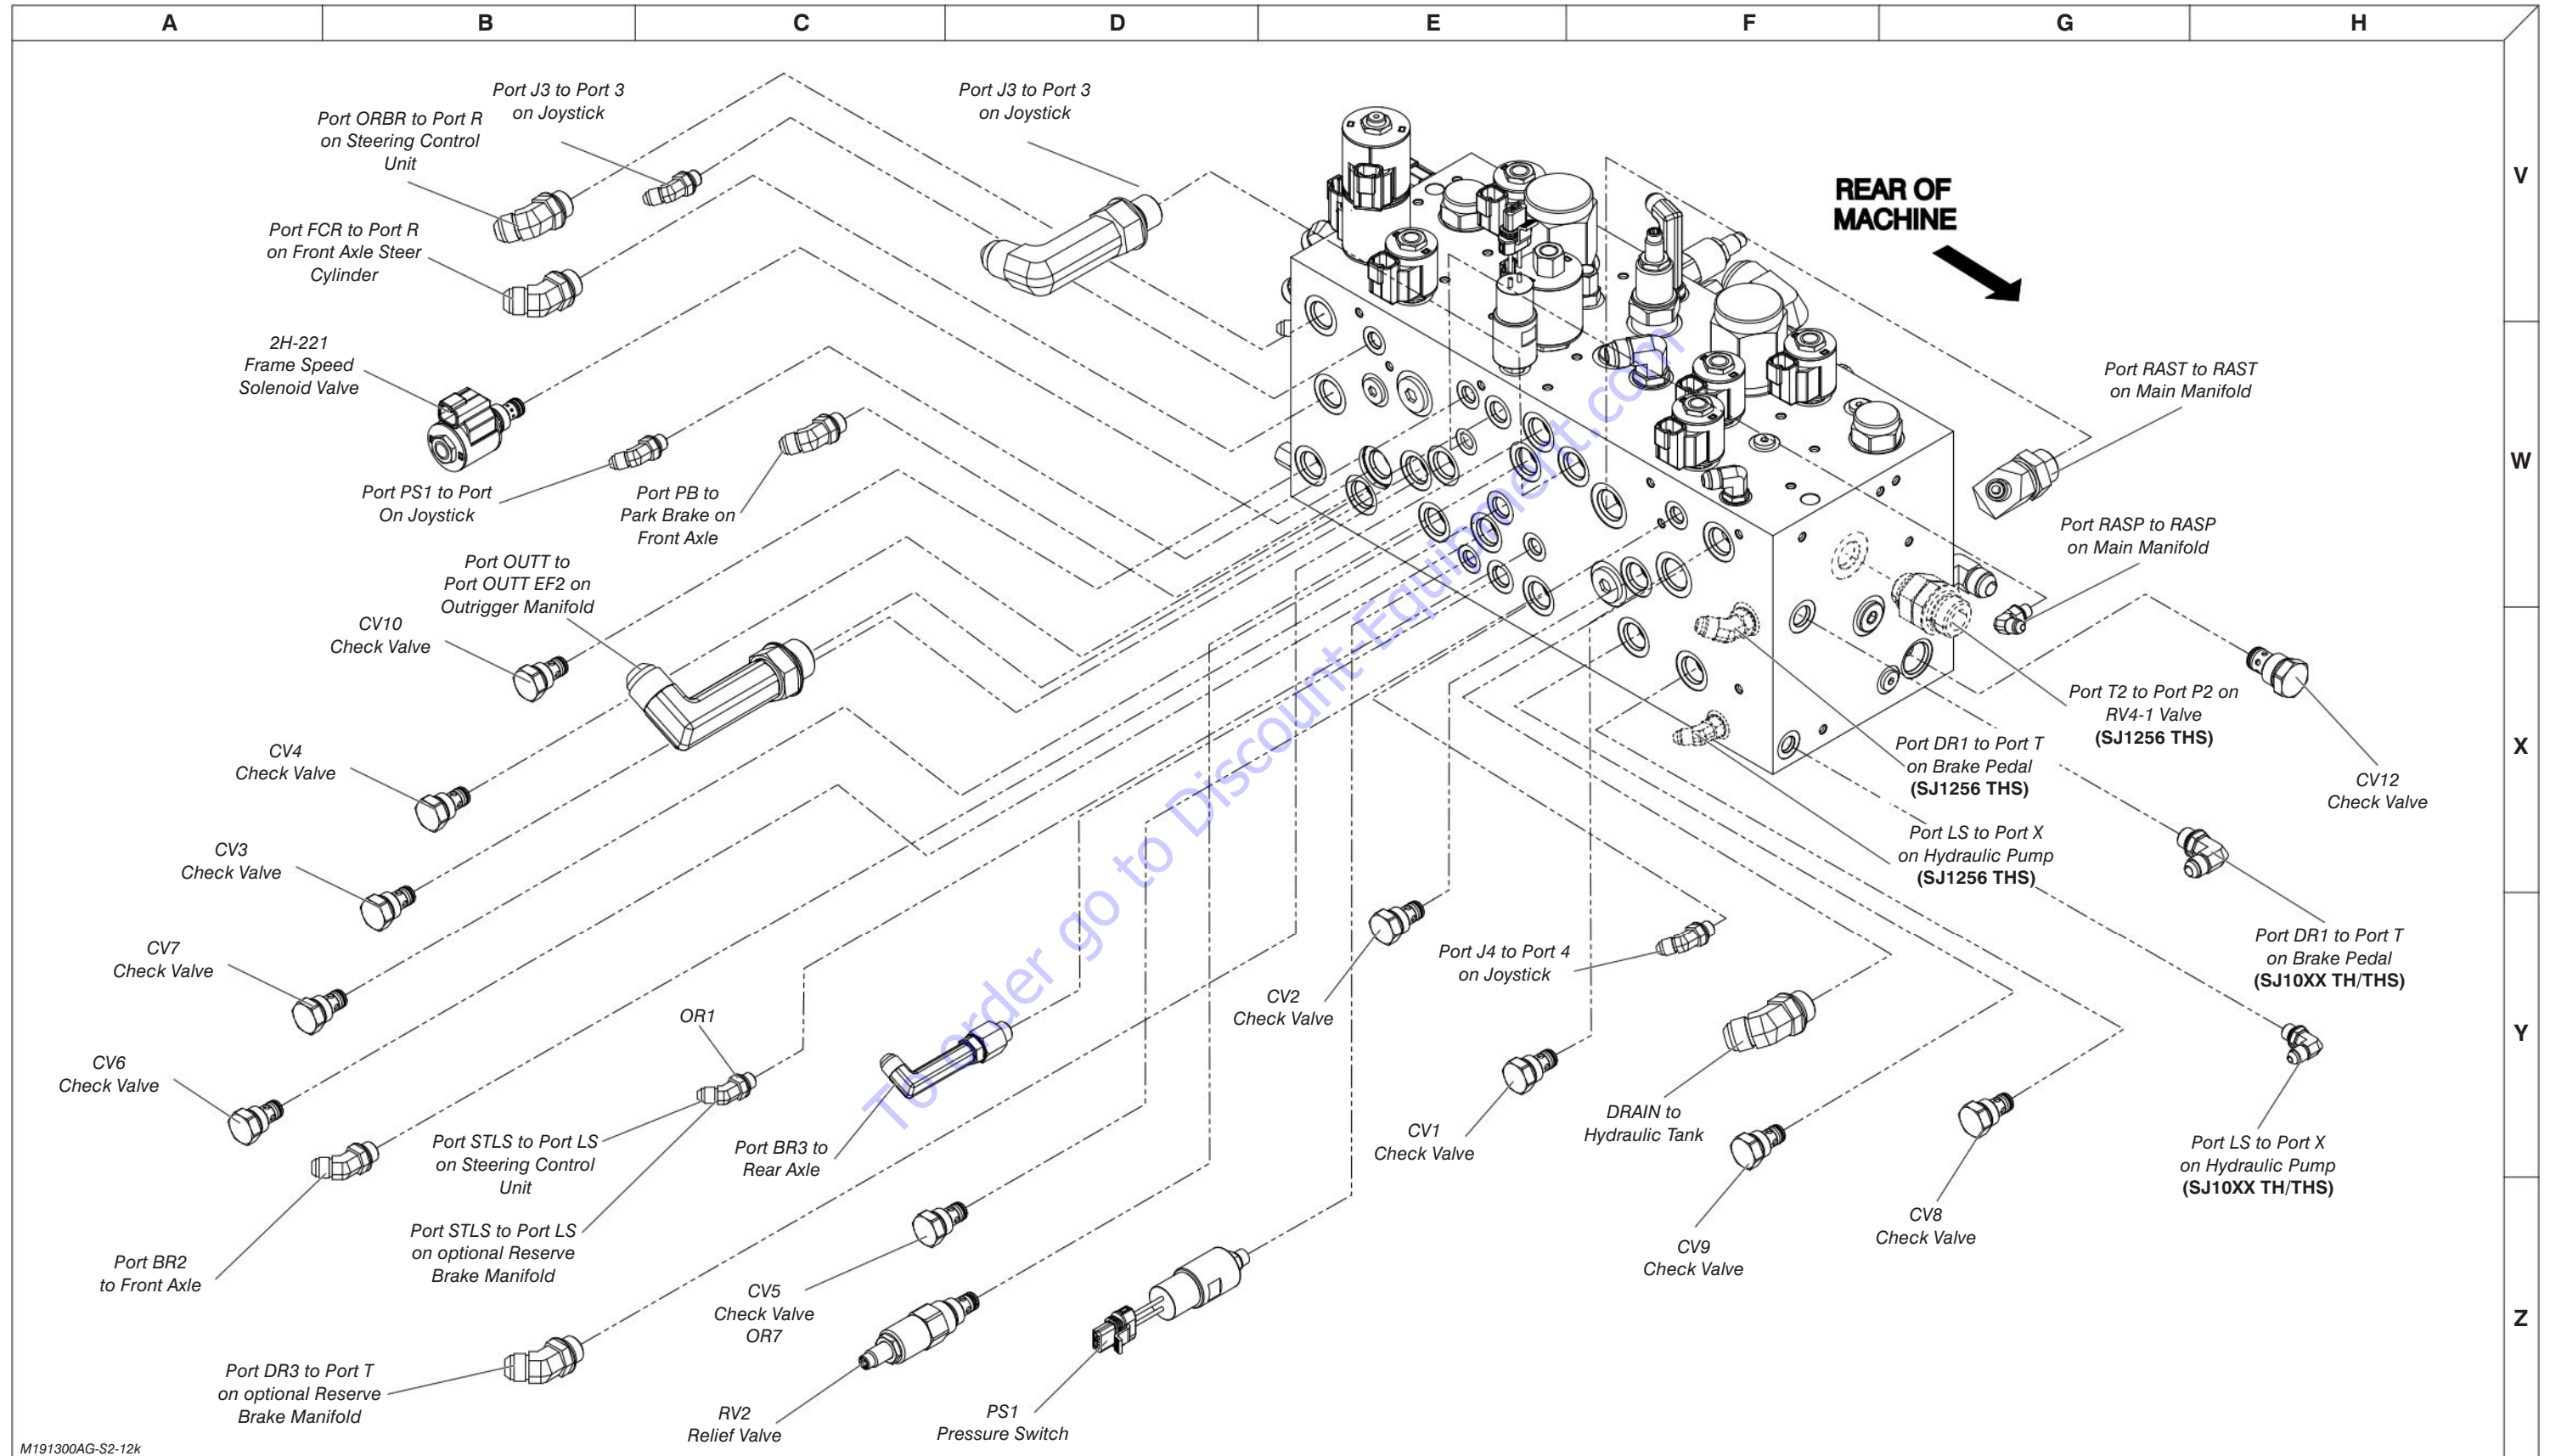 A B C D E F G H
V
W
X
Y
Z
Port J3 to Port 3
on Joystick
Port ORBR to Port R
on Steering Control
Unit
Port FCR to Port R
on Front Axle Steer
Cylinder
Port J3 to Port 3
on Joystick
REAR OF
MACHINE
2H-221
Frame Speed
Solenoid Valve
Port PS1 to Port
On Joystick
Port PB to
Park Brake on
Front Axle
Port RAST to RAST
on Main Manifold
Port RASP to RASP
on Main Manifold
Port OUTT to
Port OUTT EF2 on
Outrigger Manifold
CV10
Check Valve
CV4
Check Valve
CV3
Check Valve
Port T2 to Port P2 on
RV4-1 Valve
(SJ1256 THS)
Port DR1 to Port T
on Brake Pedal
(SJ1256 THS)
CV12
Check Valve
Port LS to Port X
on Hydraulic Pump
(SJ1256 THS)
CV7
Check Valve
CV6
Check Valve
OR1
Port STLS to Port LS
on Steering Control
Unit
Port BR3 to
Rear Axle
CV2
Check Valve
Port J4 to Port 4
on Joystick
Port DR1 to Port T
on Brake Pedal
(SJ10XX TH/THS)
CV1
Check Valve
DRAIN to
Hydraulic Tank
Port LS to Port X
on Hydraulic Pump
(SJ10XX TH/THS)
Port BR2
to Front Axle
Port STLS to Port LS
on optional Reserve
Brake Manifold
CV5
Check Valve
OR7
CV9
Check Valve
CV8
Check Valve
Port DR3 to Port T
on optional Reserve
Brake Manifold
RV2
Relief Valve
PS1
Pressure Switch
M191300AG-S2-12k
To order go to Discount-Equipment.com